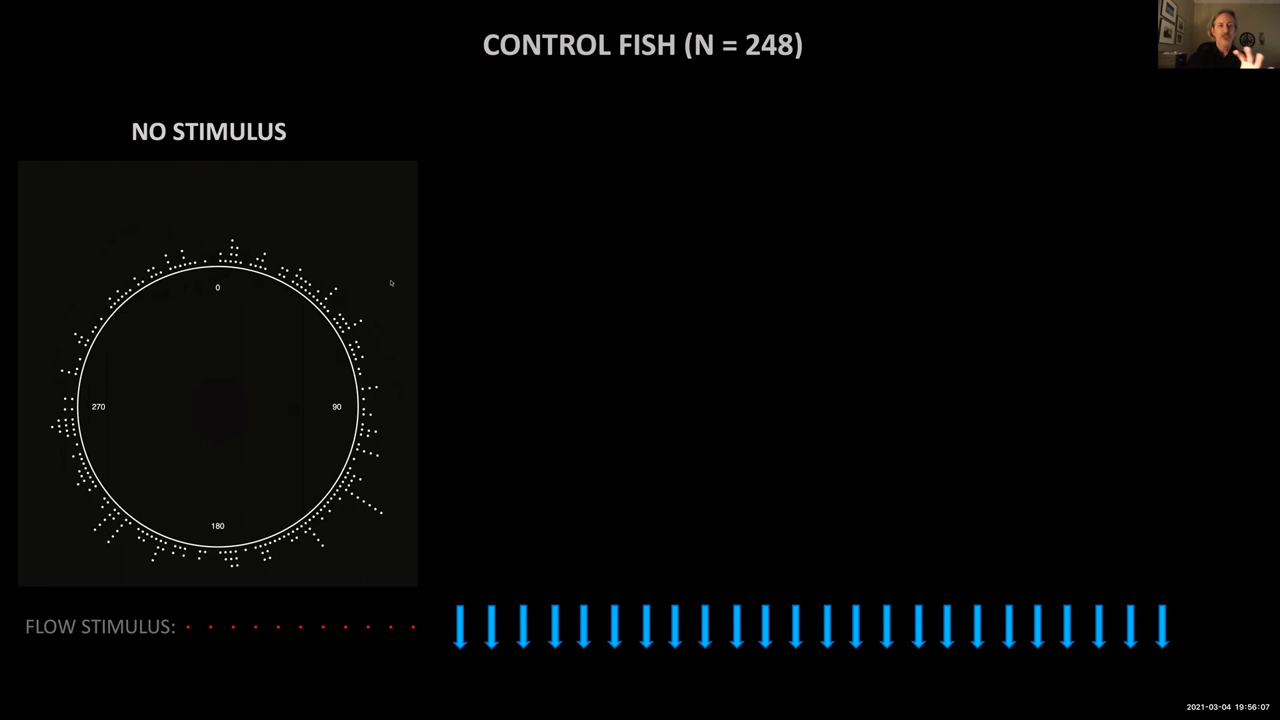 CONTROL FISH (N = 248)
NO STIMULUS
0
270
90
180
FLOW STIMULUS:
2021-03-04 19:56:07